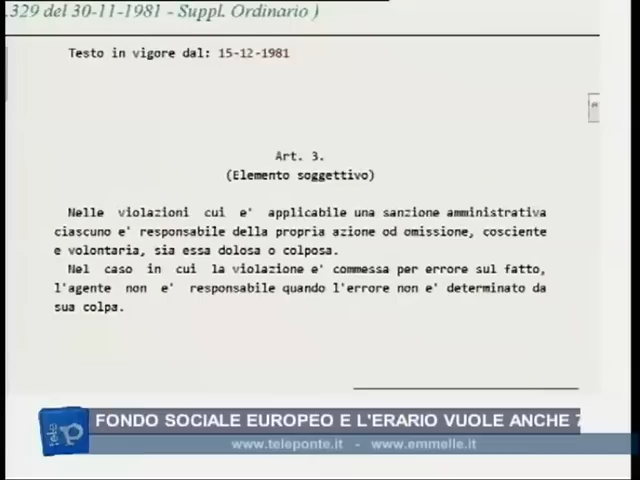 .329 del 30-11-1981 - Suppl. Ordinario )
Testo in vigore dal: 15-12-1981
Art. 3.
(Elemento soggettivo)
Nelle violazioni cui e' applicabile una sanzione amministrativa
ciascuno e' responsabile della propria azione od omissione, cosciente
e volontaria, sia essa dolosa o colposa.
Nel caso in cui la violazione e' commessa per errore sul fatto,
l'agente non e' responsabile quando l'errore non e' determinato da
sua colpa.
FONDO SOCIALE EUROPEO E L'ERARIO VUOLE ANCHE 7
tele
www.teleponte.it - www.emmelle.it